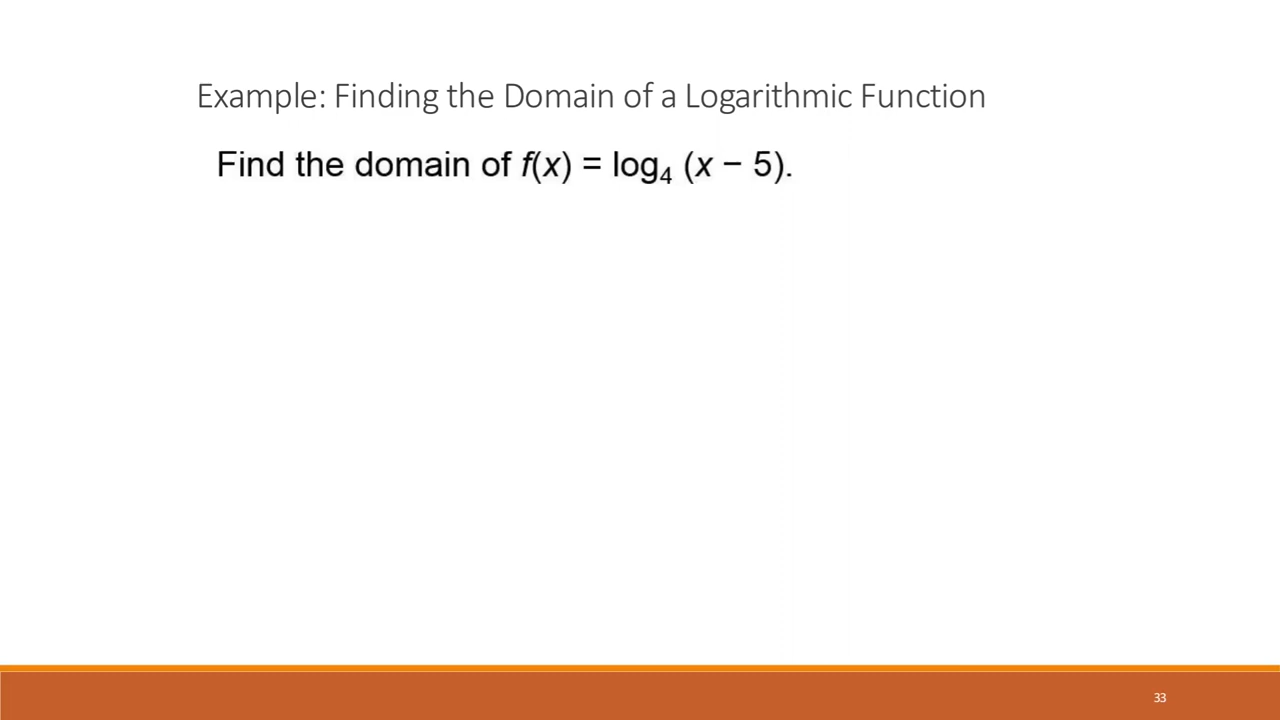 Example: Finding the Domain of a Logarithmic Function
Find the domain of f(x) = log₄ (x − 5).
33